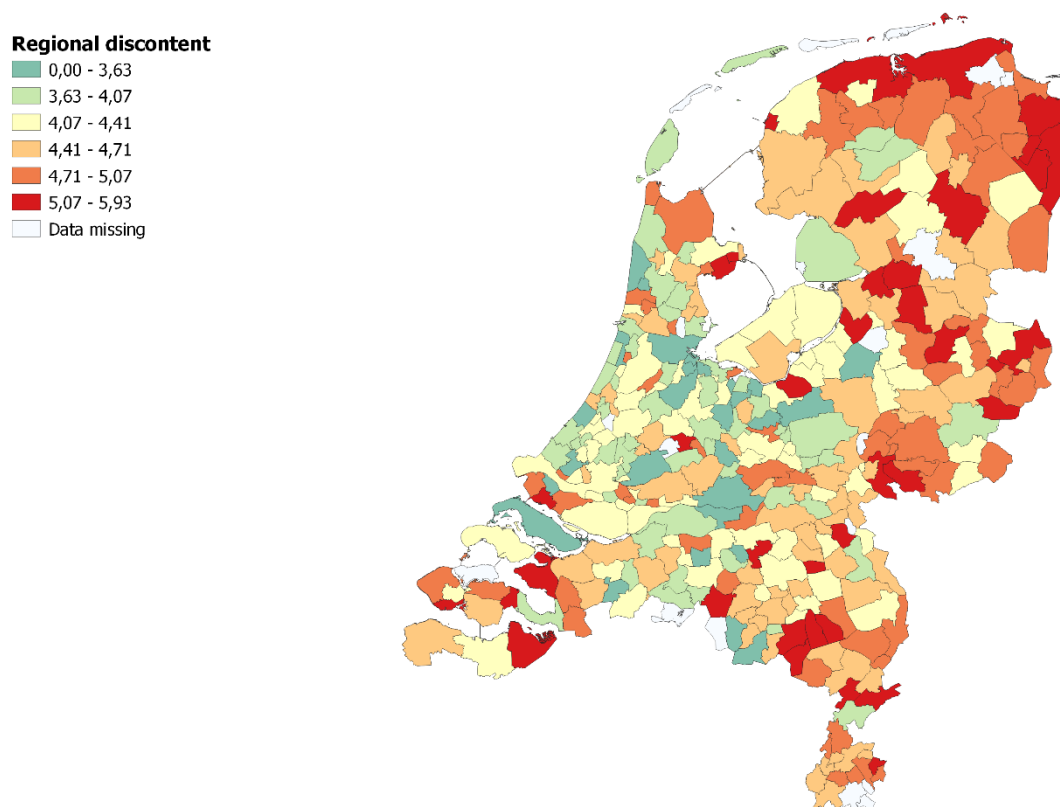 Regional discontent
0,00 - 3,63
3,63 - 4,07
4,07 - 4,41
4,41 - 4,71
4,71 - 5,07
5,07 - 5,93
Data missing